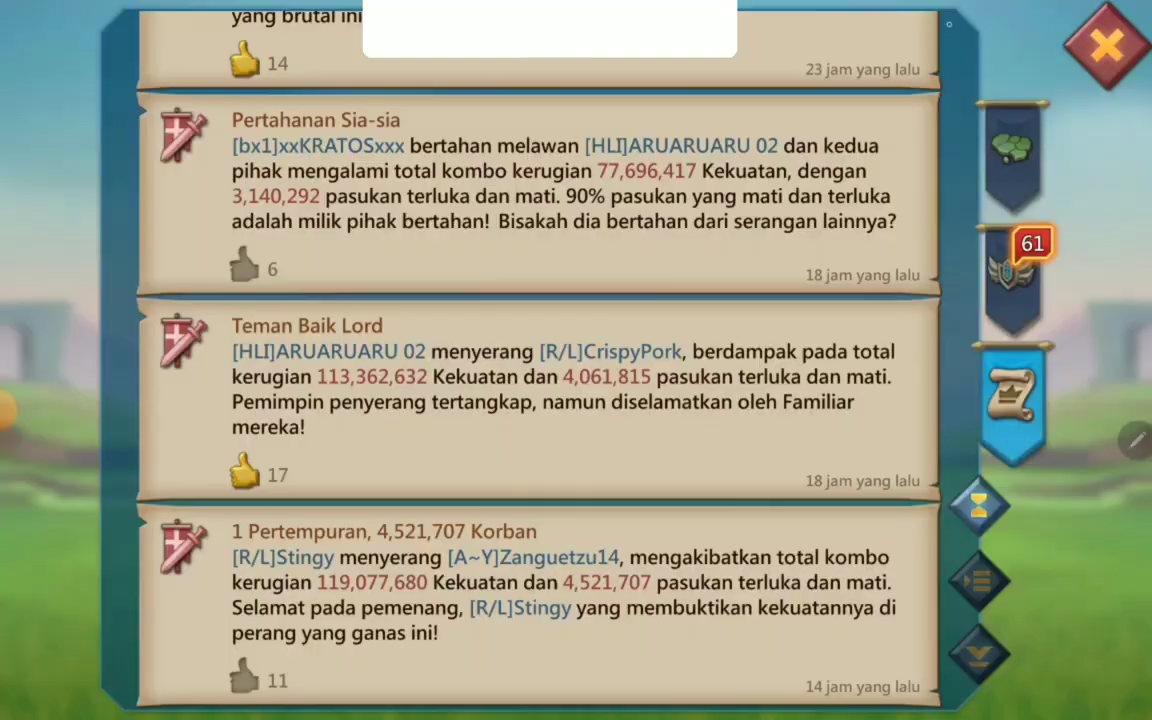 yang brutal ini
14
23 jam yang lalu
Pertahanan Sia-sia
[bx1]xxKRATOSxxx bertahan melawan [HLI]ARUARUARU 02 dan kedua
pihak mengalami total kombo kerugian 77,696,417 Kekuatan, dengan
3,140,292 pasukan terluka dan mati. 90% pasukan yang mati dan terluka
adalah milik pihak bertahan! Bisakah dia bertahan dari serangan lainnya?
6
18 jam yang lalu
61
Teman Baik Lord
[HLI]ARUARUARU 02 menyerang [R/L]CrispyPork, berdampak pada total
kerugian 113,362,632 Kekuatan dan 4,061,815 pasukan terluka dan mati.
Pemimpin penyerang tertangkap, namun diselamatkan oleh Familiar
mereka!
17
18 jam yang lalu
1 Pertempuran, 4,521,707 Korban
[R/L]Stingy menyerang [A~Y]Zanguetzu14, mengakibatkan total kombo
kerugian 119,077,680 Kekuatan dan 4,521,707 pasukan terluka dan mati.
Selamat pada pemenang, [R/L]Stingy yang membuktikan kekuatannya di
perang yang ganas ini!
11
14 jam yang lalu